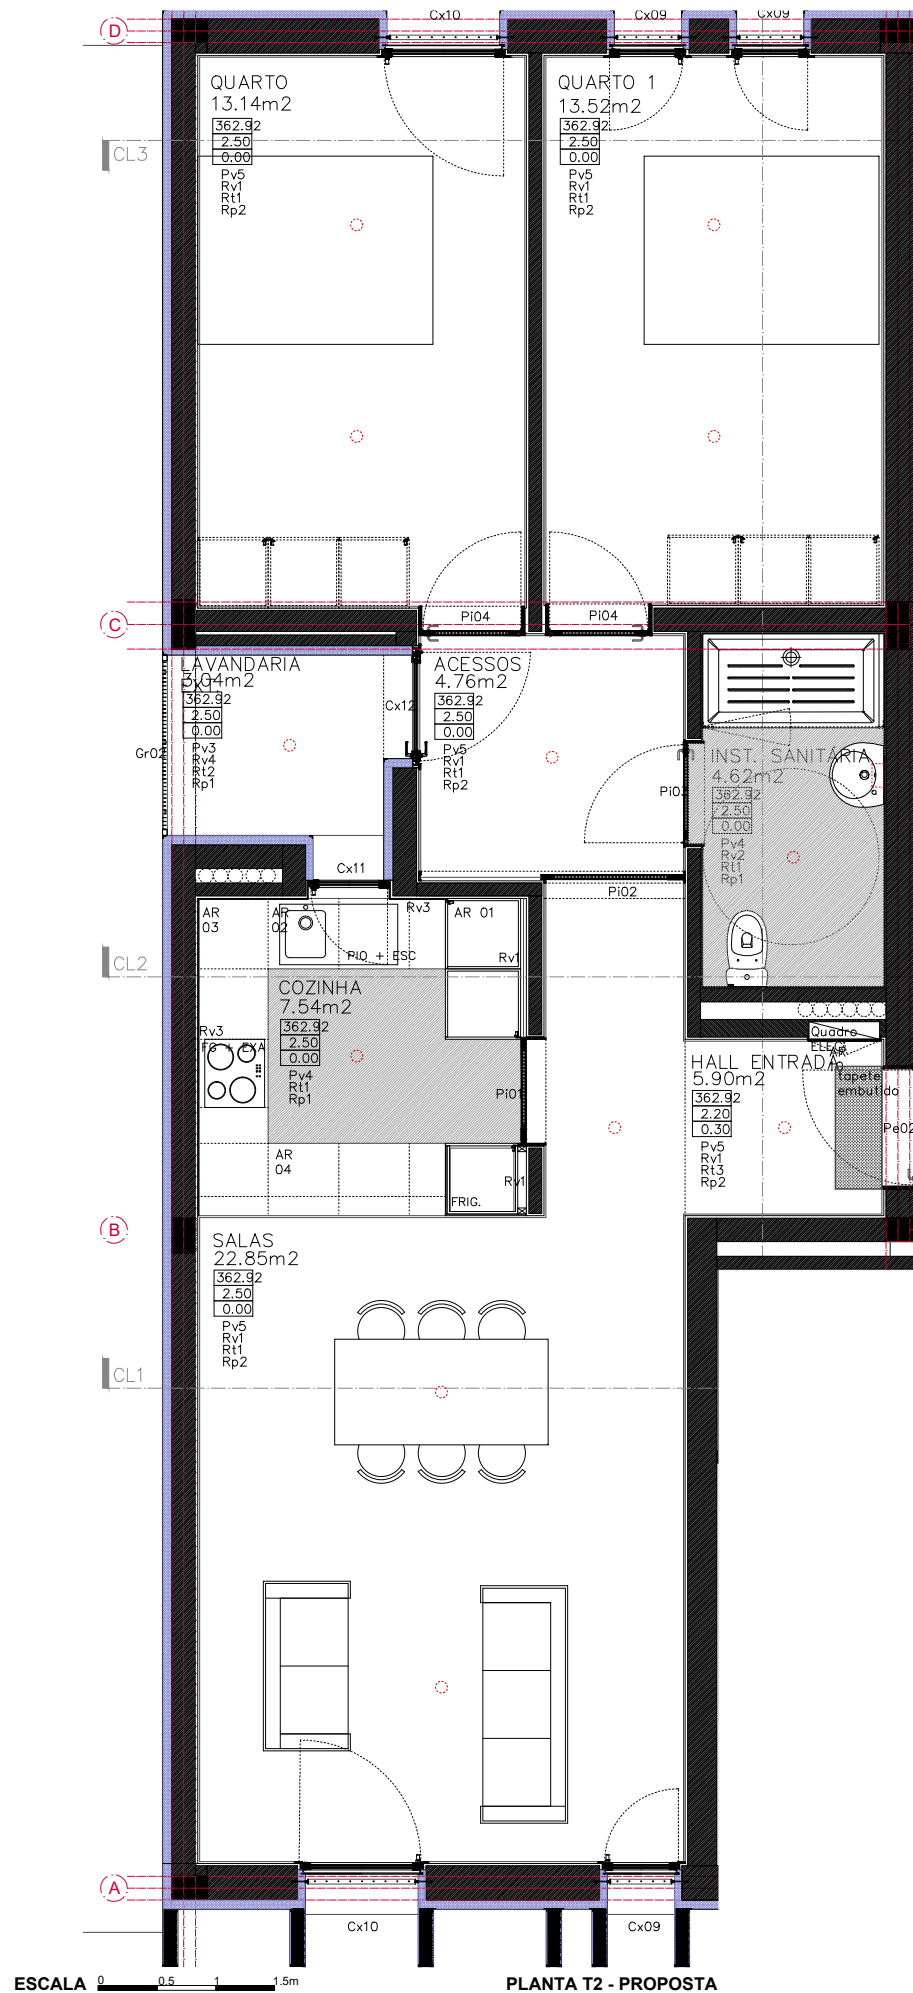 Cx10
Cx09
Cx09
D
QUARTO
13.14m2
362.92
2.50
0.00
Pv5
Rv1
Rt1
Rp2
QUARTO 1
13.52m2
362.92
2.50
0.00
Pv5
Rv1
Rt1
Rp2
CL3
Pi04
Pi04
C
LAVANDARIA
EXT.
3.04m2
362.92
2.50
0.00
Pv3
Rv4
Rt2
Rp1
Gr02
Cx12
ACESSOS
4.76m2
362.92
2.50
0.00
Pv5
Rv1
Rt1
Rp2
Pi03
INST. SANITÁRIA
4.62m2
362.92
2.50
0.00
Pv4
Rv2
Rt1
Rp1
Cx11
Pi02
AR
03
AR
02
Rv3
AR 01
PIO + ESC
Rv1
CL2
COZINHA
7.54m2
362.92
2.50
0.00
Pv4
Rt1
Rp1
Rv3
FG + EXA
Pi01
Quadro
ELEC.
AR
HALL ENTRADA
5.90m2
362.92
2.20
0.30
Pv5
Rv1
Rt3
Rp2
tapete
embutido
Pe02
AR
04
FRIG.
Rv1
B
SALAS
22.85m2
362.92
2.50
0.00
Pv5
Rv1
Rt1
Rp2
CL1
A
Cx10
Cx09
ESCALA 0 0.5 1 1.5m
PLANTA T2 - PROPOSTA